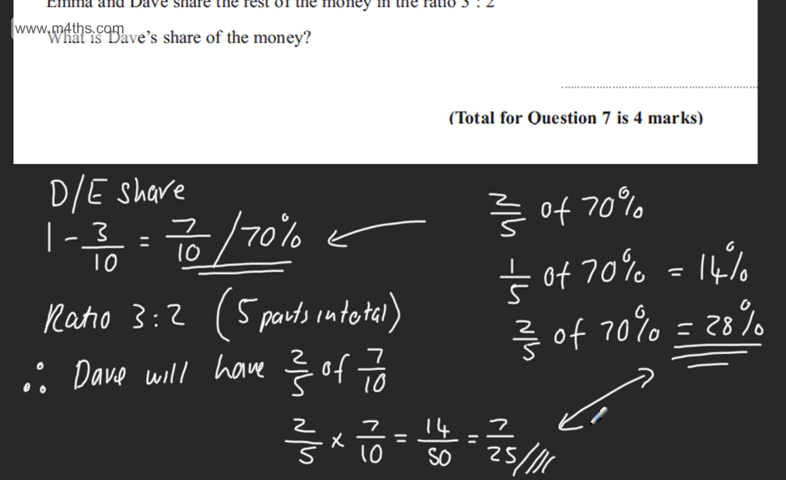 Emma and Dave share the rest of the money in the ratio 3 : 2
www.m4ths.com
What is Dave's share of the money?
(Total for Question 7 is 4 marks)
D/E share
1 - 3/10 = 7/10 / 70%
Ratio 3:2 (5 parts in total)
∴ Dave will have 2/5 of 7/10
2/5 × 7/10 = 14/50 = 7/25
2/5 of 70%
1/5 of 70% = 14%
2/5 of 70% = 28%